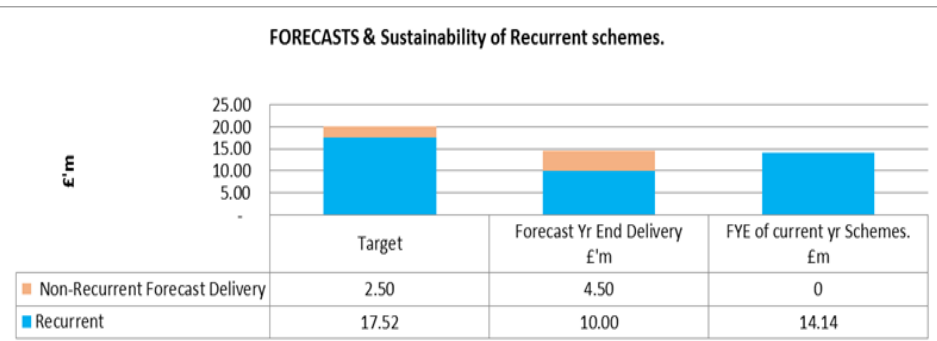 FORECASTS & Sustainability of Recurrent schemes.
25.00
20.00
15.00
10.00
5.00
-
£'m
Target
Forecast Yr End Delivery
£'m
FYE of current yr Schemes.
£m
Non-Recurrent Forecast Delivery 2.50 4.50 0
Recurrent 17.52 10.00 14.14